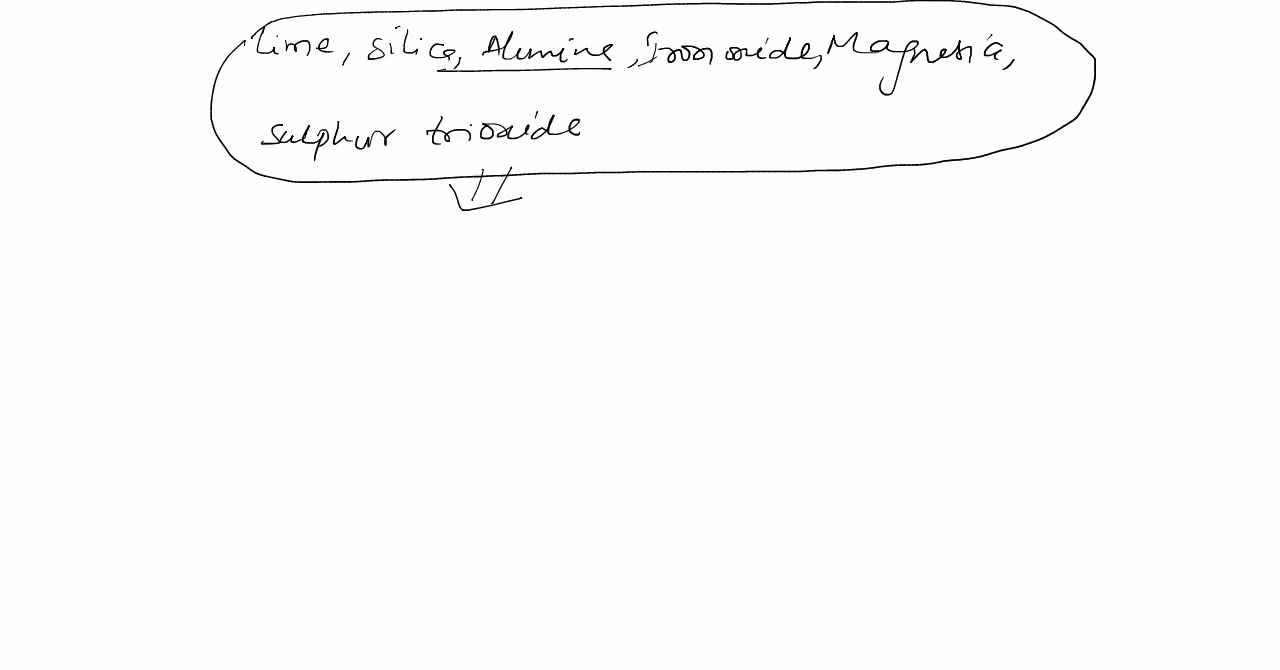 Lime, Silica, Alumina, Iron oxide, Magnesia,
sulphur trioxide